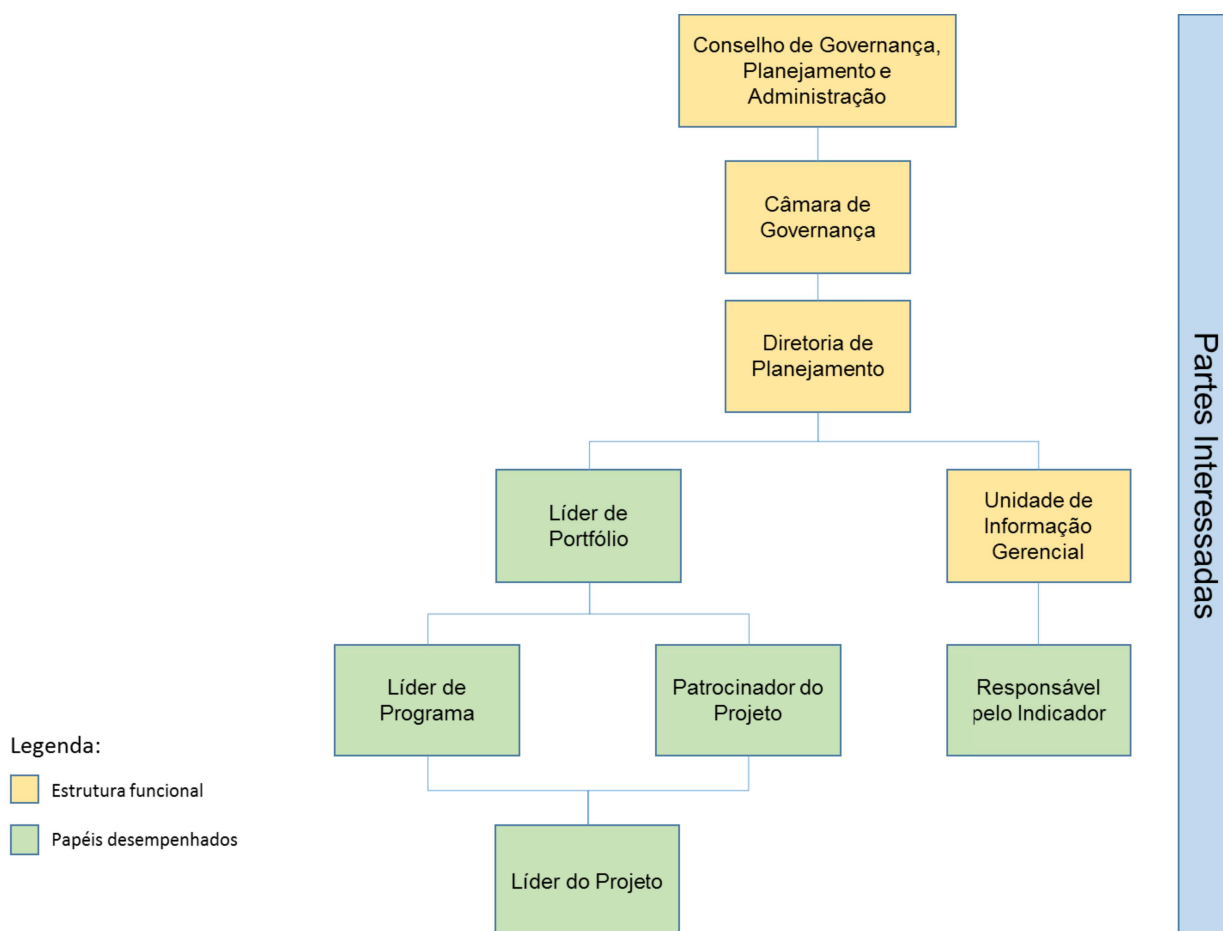 Conselho de Governança,
Planejamento e
Administração
Câmara de
Governança
Diretoria de
Planejamento
Líder de
Portfólio
Unidade de
Informação
Gerencial
Líder de
Programa
Patrocinador do
Projeto
Responsável
pelo Indicador
Líder do Projeto
Partes Interessadas
Legenda:
Estrutura funcional
Papéis desempenhados